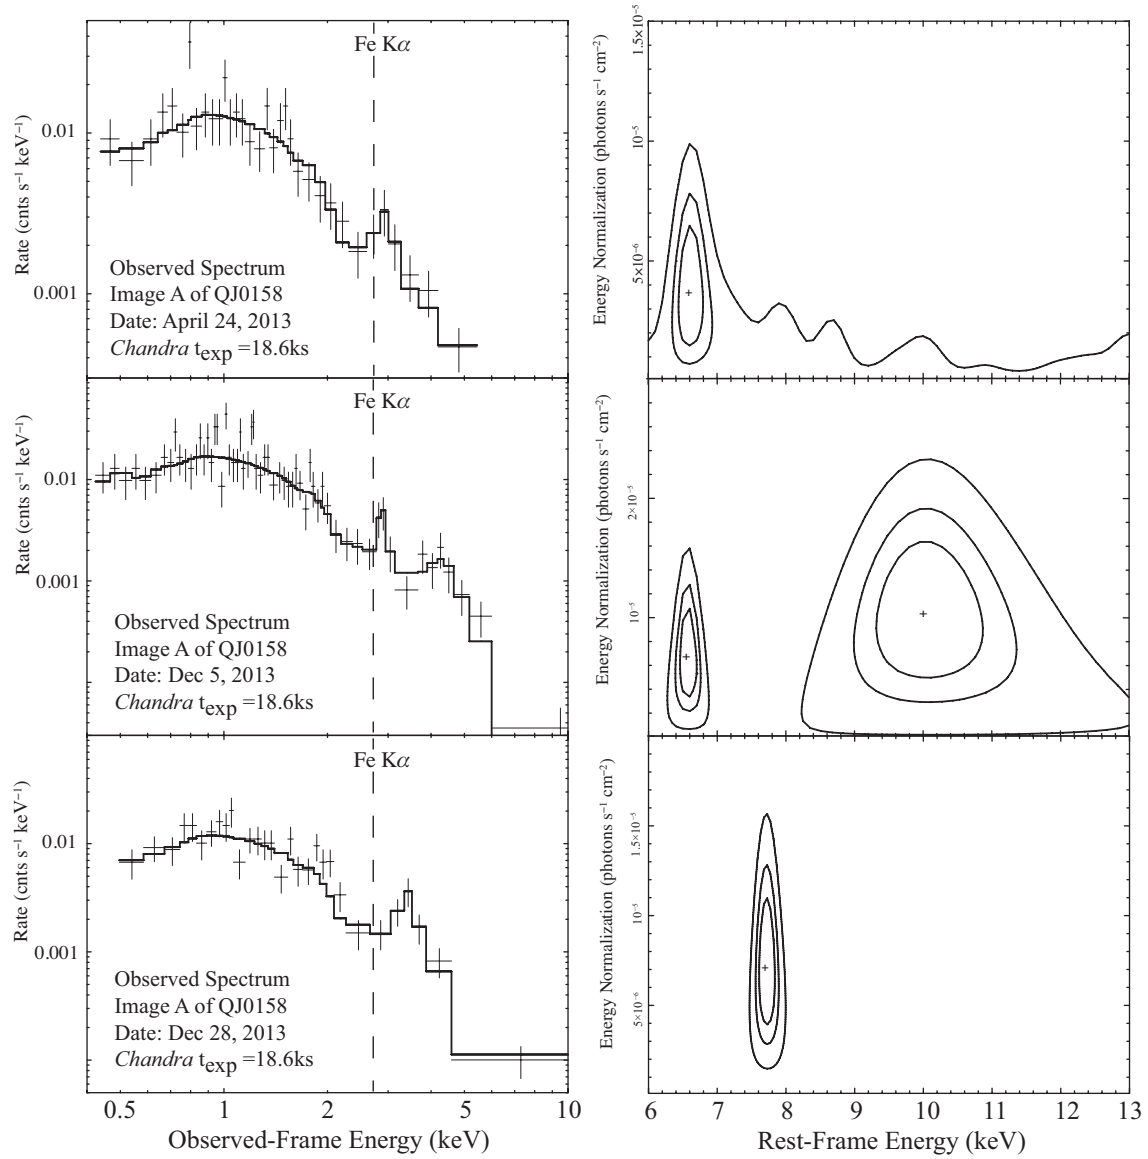 Fe Kα
Rate (cnts s⁻¹ keV⁻¹)
0.01
0.001
Observed Spectrum
Image A of QJ0158
Date: April 24, 2013
Chandra t_exp =18.6ks
Energy Normalization (photons s⁻¹ cm⁻²)
1.5×10⁻⁵
10⁻⁵
5×10⁻⁶
Fe Kα
Rate (cnts s⁻¹ keV⁻¹)
0.01
0.001
Observed Spectrum
Image A of QJ0158
Date: Dec 5, 2013
Chandra t_exp =18.6ks
Energy Normalization (photons s⁻¹ cm⁻²)
2×10⁻⁵
10⁻⁵
Fe Kα
Rate (cnts s⁻¹ keV⁻¹)
0.01
0.001
Observed Spectrum
Image A of QJ0158
Date: Dec 28, 2013
Chandra t_exp =18.6ks
0.5 1 2 5 10
Observed-Frame Energy (keV)
Energy Normalization (photons s⁻¹ cm⁻²)
1.5×10⁻⁵
10⁻⁵
5×10⁻⁶
6 7 8 9 10 11 12 13
Rest-Frame Energy (keV)